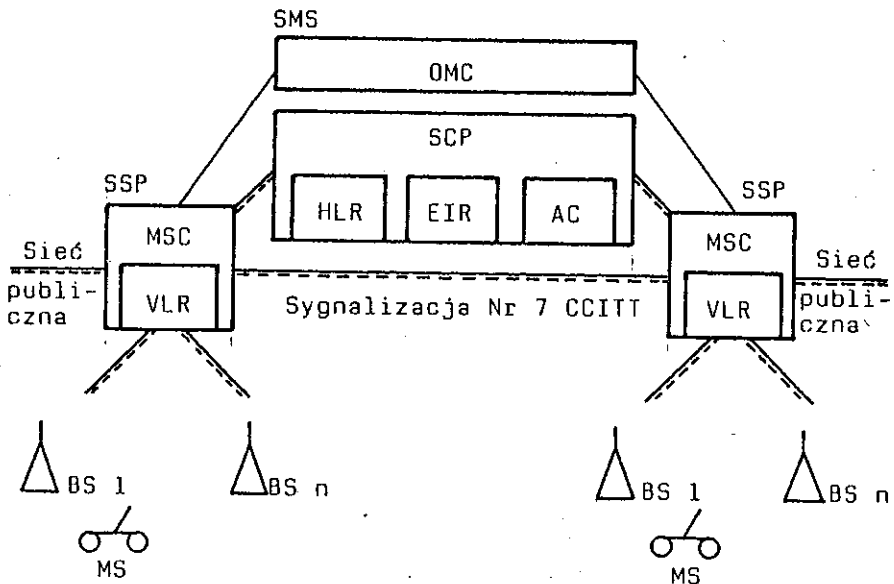 SMS
OMC
SCP
SSP
SSP
HLR
EIR
AC
MSC
MSC
Sieć
publi-
czna
Sieć
publi-
czna
VLR
Sygnalizacja Nr 7 CCITT
VLR
BS 1
BS n
BS 1
BS n
MS
MS